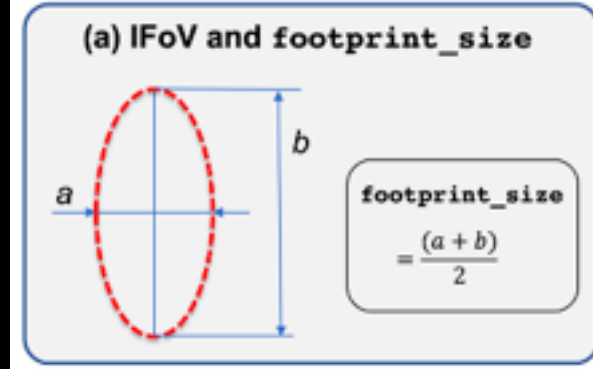 (a) IFoV and footprint_size
b
a
footprint_size
= (a + b) / 2